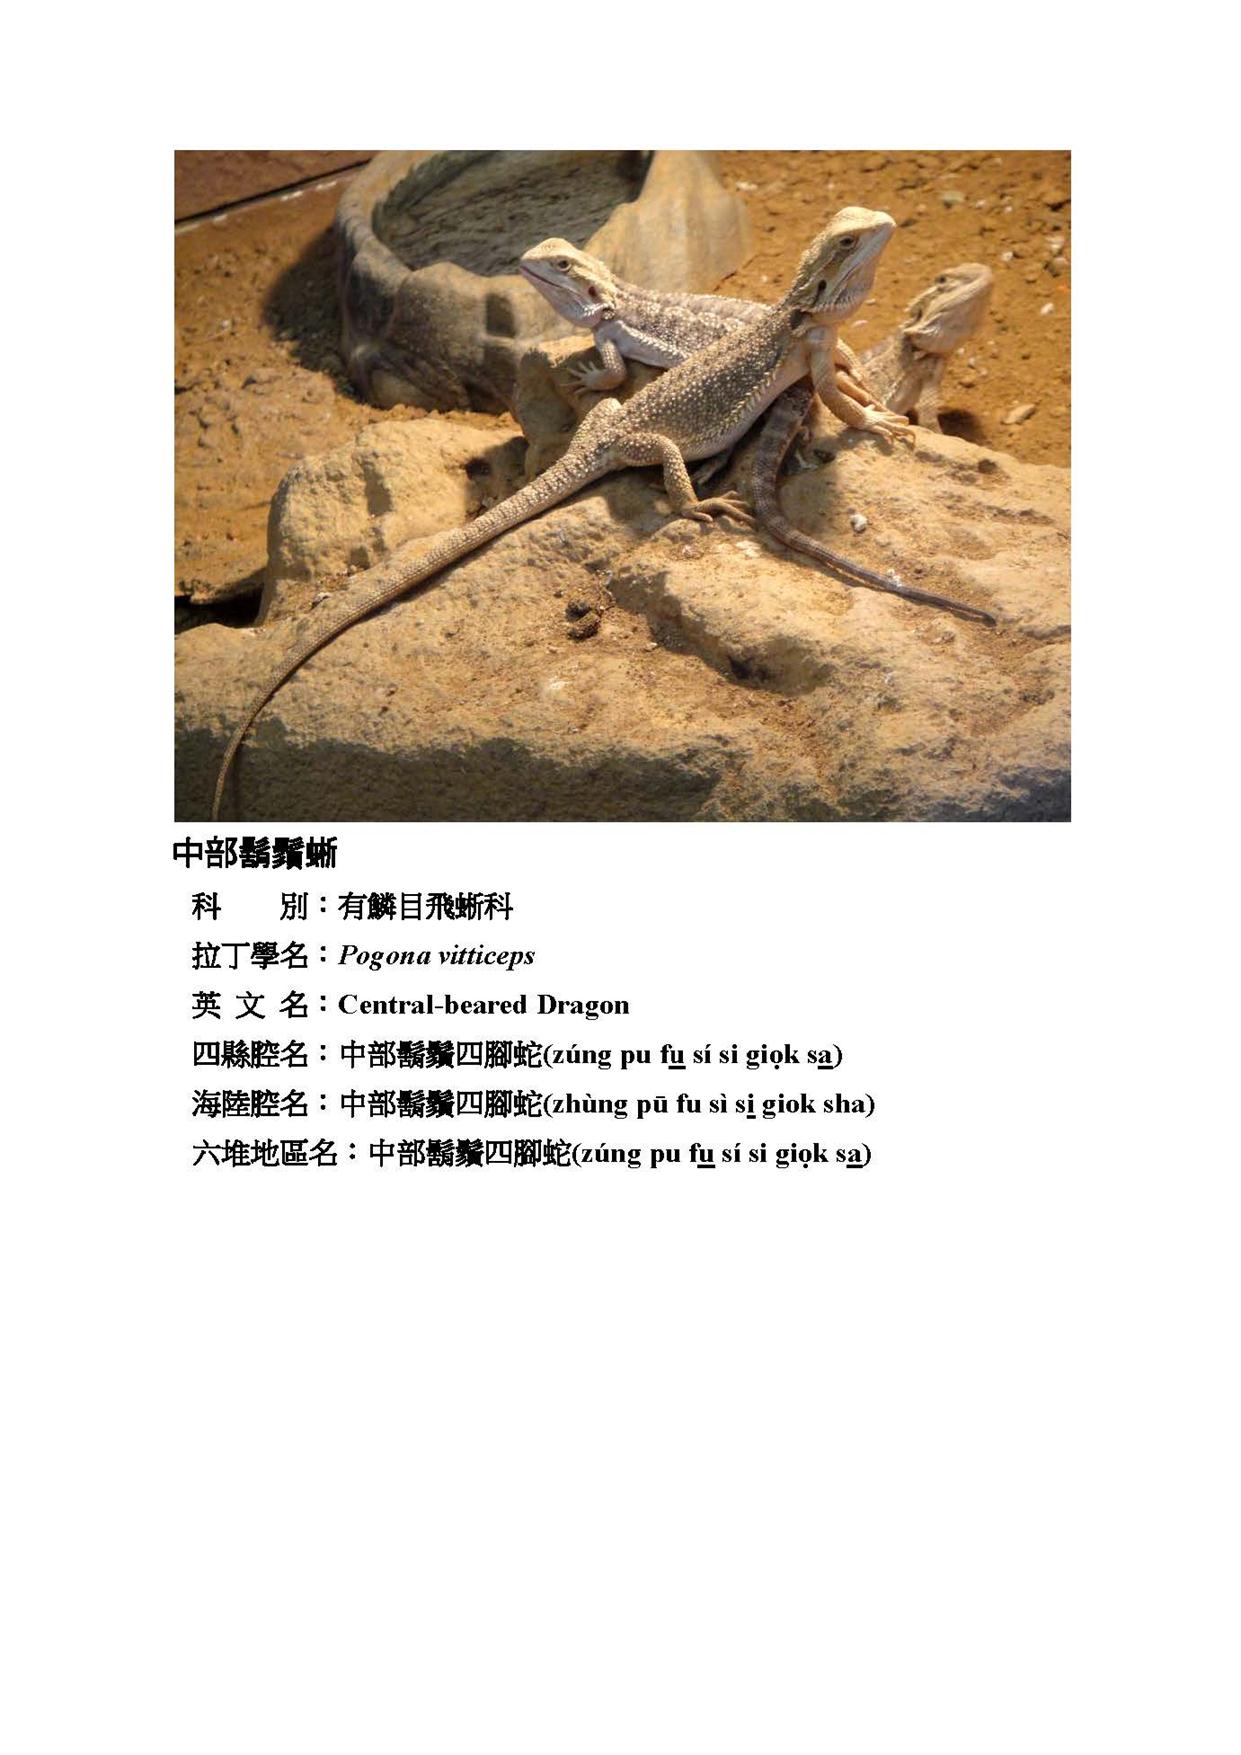 中部鬍鬚蜥
科　　別：有鱗目飛蜥科
拉丁學名：Pogona vitticeps
英 文 名：Central-beared Dragon
四縣腔名：中部鬍鬚四腳蛇(zúng pu fu̲ sí si giọk sa̲)
海陸腔名：中部鬍鬚四腳蛇(zhùng pū fu sì si̲ giok sha)
六堆地區名：中部鬍鬚四腳蛇(zúng pu fu̲ sí si giọk sa̲)